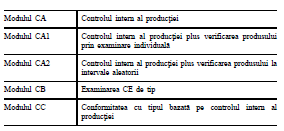 Modulul CA Controlul intern al producției
Modulul CA1 Controlul intern al producției plus verificarea produsului
prin examinare individuală
Modulul CA2 Controlul intern al producției plus verificarea produsului la
intervale aleatorii
Modulul CB Examinarea CE de tip
Modulul CC Conformitatea cu tipul bazată pe controlul intern al
producției